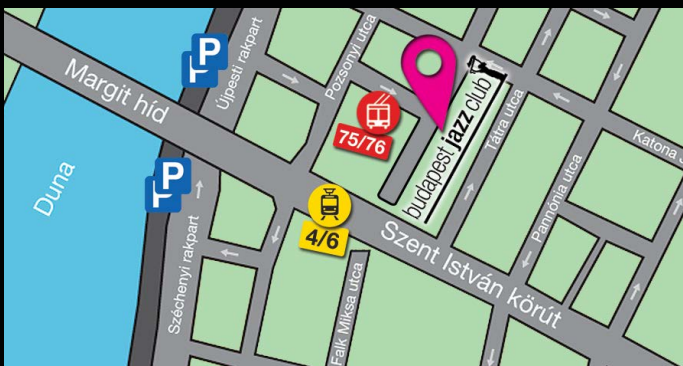 Margit híd
Duna
P
P
P
P
Újpesti rakpart
Pozsonyi utca
75/76
budapest jazz club
Tátra utca
Katona J
Pannónia utca
4/6
Szent István körút
Széchenyi rakpart
Falk Miksa utca